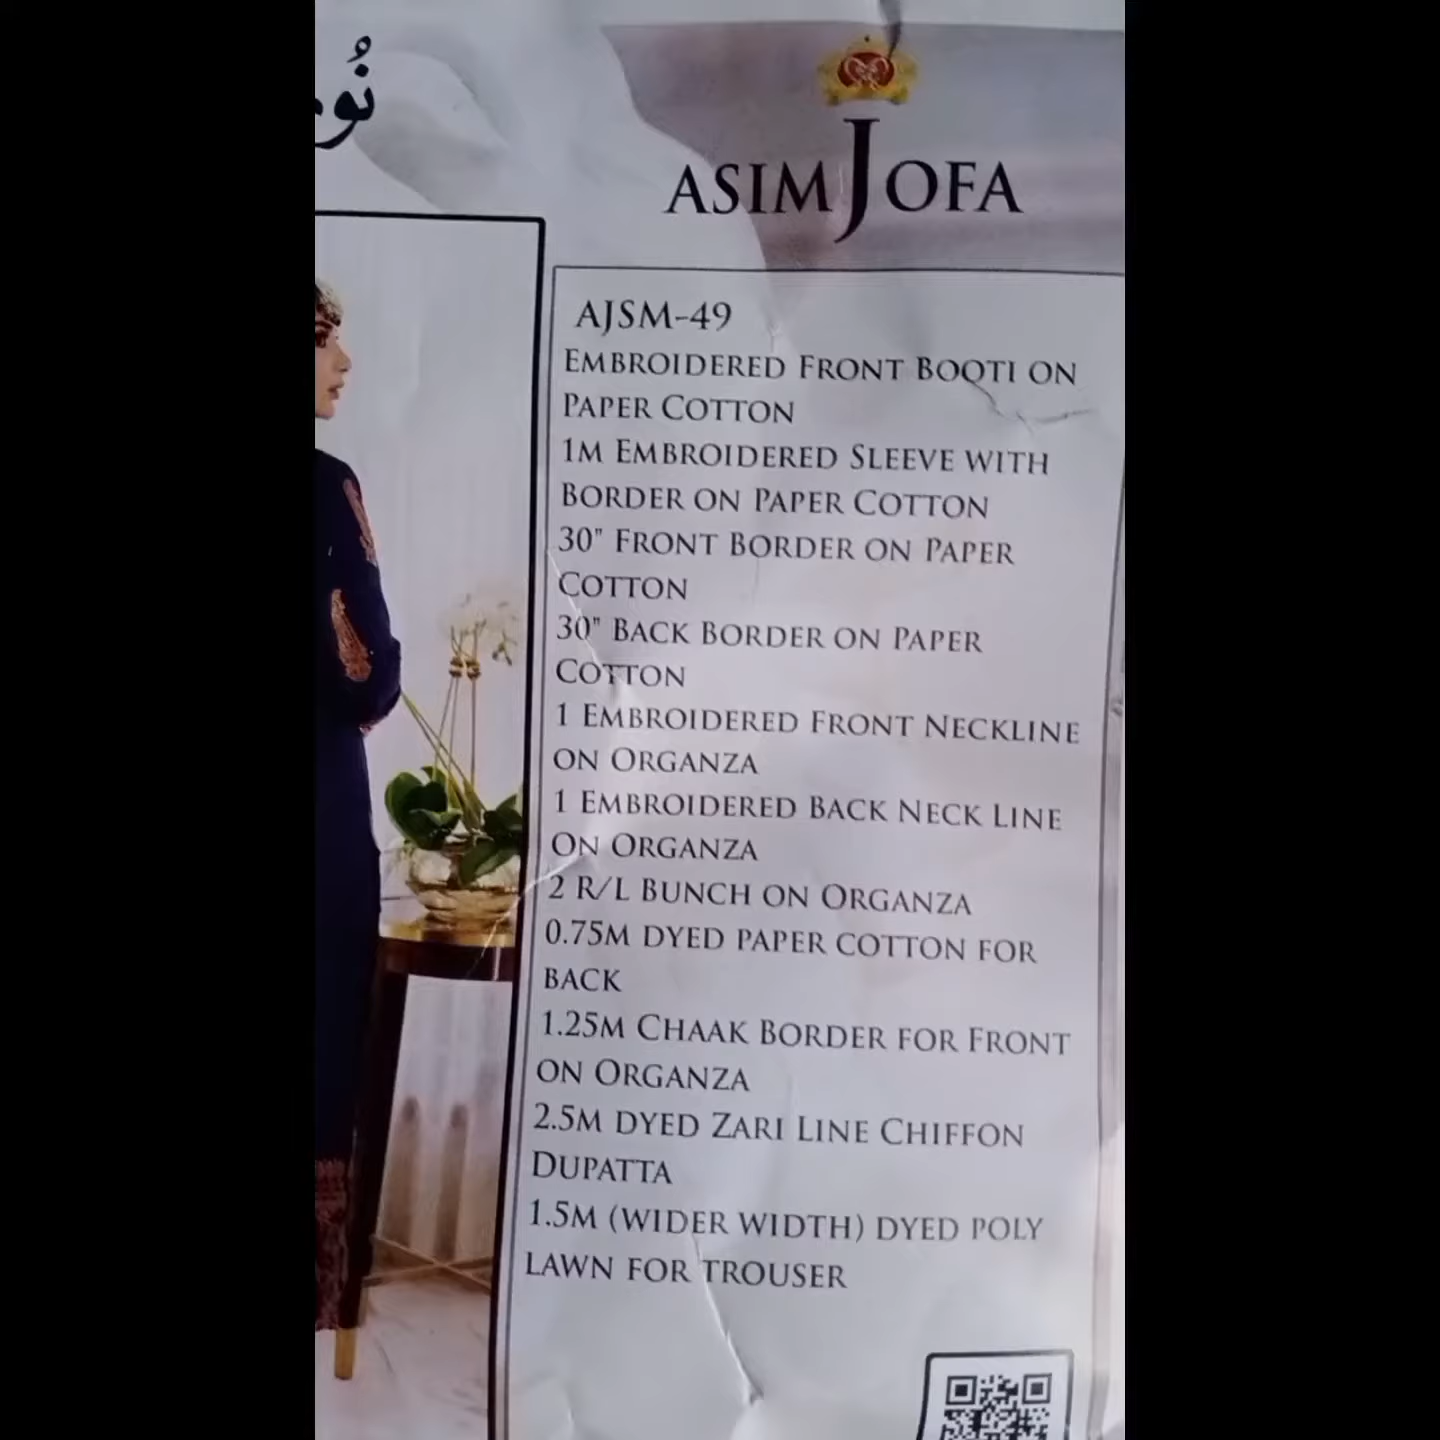 ASIM JOFA
AJSM-49
EMBROIDERED FRONT BOOTI ON
PAPER COTTON
1M EMBROIDERED SLEEVE WITH
BORDER ON PAPER COTTON
30" FRONT BORDER ON PAPER
COTTON
30" BACK BORDER ON PAPER
COTTON
1 EMBROIDERED FRONT NECKLINE
ON ORGANZA
1 EMBROIDERED BACK NECK LINE
ON ORGANZA
2 R/L BUNCH ON ORGANZA
0.75M DYED PAPER COTTON FOR
BACK
1.25M CHAAK BORDER FOR FRONT
ON ORGANZA
2.5M DYED ZARI LINE CHIFFON
DUPATTA
1.5M (WIDER WIDTH) DYED POLY
LAWN FOR TROUSER